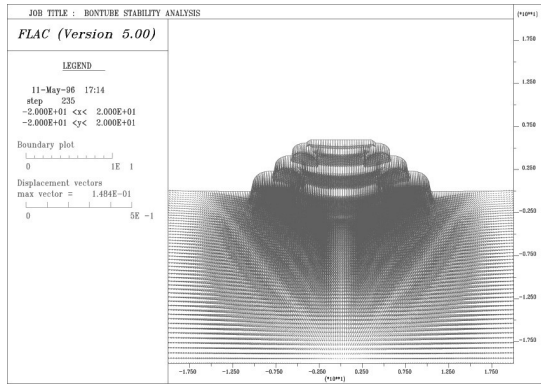 JOB TITLE : BONTUBE STABILITY ANALYSIS
(*10**1)
FLAC (Version 5.00)
LEGEND
11-May-96 17:14
step 235
-2.000E+01 <x< 2.000E+01
-2.000E+01 <y< 2.000E+01
Boundary plot
0 1E 1
Displacement vectors
max vector = 1.484E-01
0 5E -1
1.750
1.250
0.750
0.250
-0.250
-0.750
-1.250
-1.750
-1.750 -1.250 -0.750 -0.250 0.250 0.750 1.250 1.750
(*10**1)